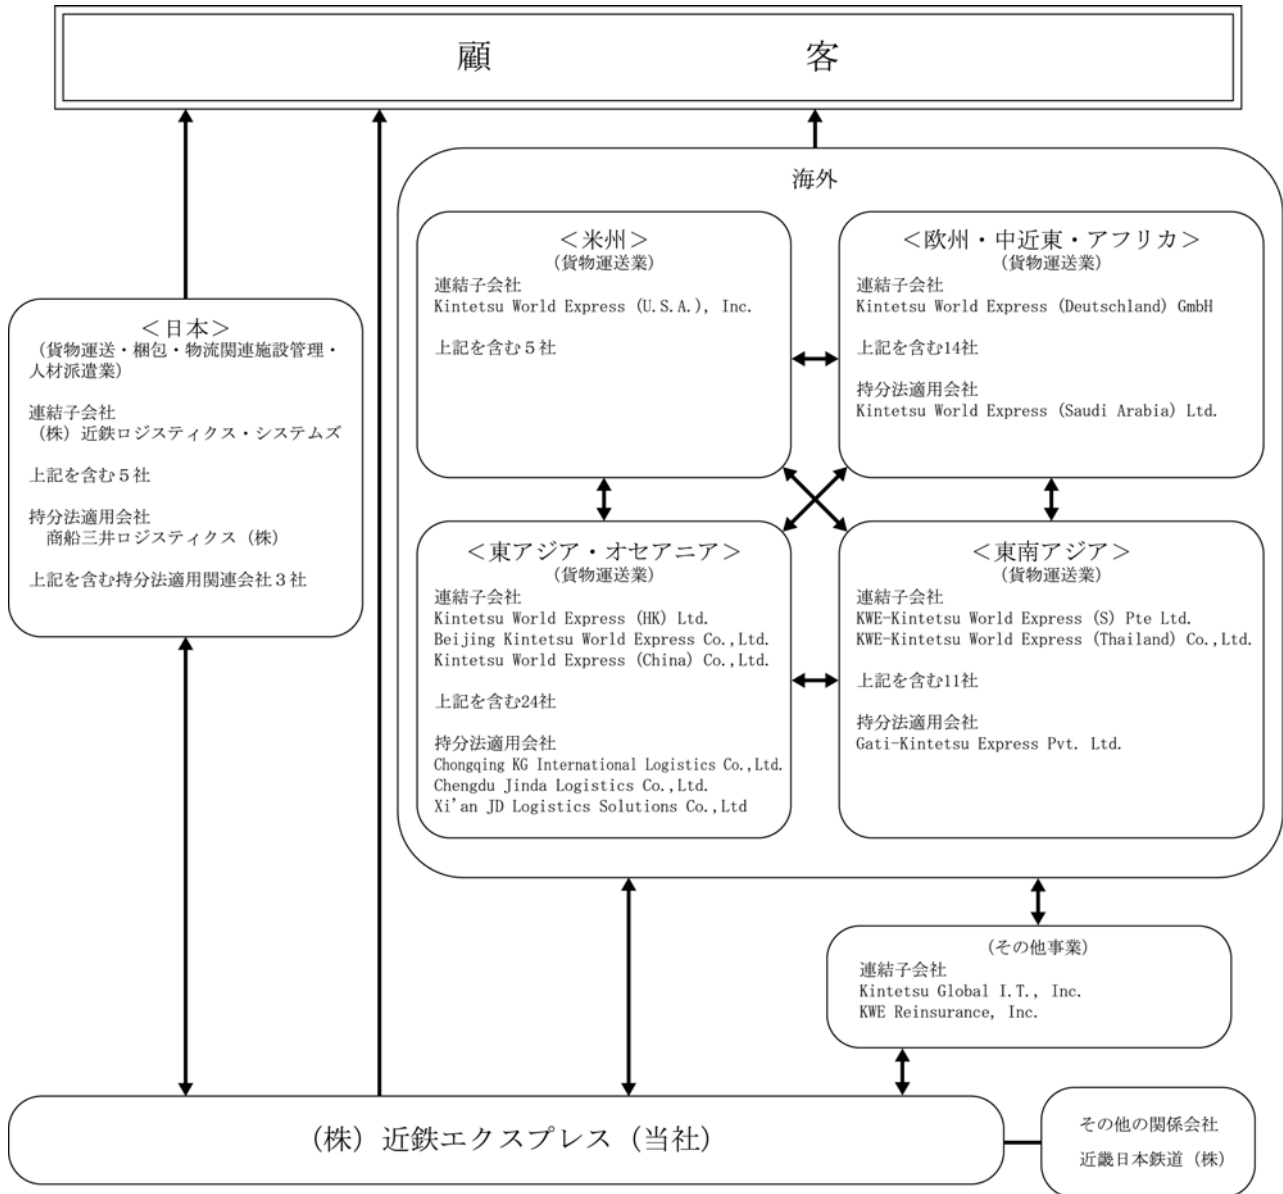 顧客
海外
＜日本＞
（貨物運送・梱包・物流関連施設管理・
人材派遣業）
連結子会社
（株）近鉄ロジスティクス・システムズ
上記を含む５社
持分法適用会社
商船三井ロジスティクス（株）
上記を含む持分法適用関連会社３社
＜米州＞
（貨物運送業）
連結子会社
Kintetsu World Express (U.S.A.), Inc.
上記を含む５社
＜欧州・中近東・アフリカ＞
（貨物運送業）
連結子会社
Kintetsu World Express (Deutschland) GmbH
上記を含む14社
持分法適用会社
Kintetsu World Express (Saudi Arabia) Ltd.
＜東アジア・オセアニア＞
（貨物運送業）
連結子会社
Kintetsu World Express (HK) Ltd.
Beijing Kintetsu World Express Co.,Ltd.
Kintetsu World Express (China) Co.,Ltd.
上記を含む24社
持分法適用会社
Chongqing KG International Logistics Co.,Ltd.
Chengdu Jinda Logistics Co.,Ltd.
Xi'an JD Logistics Solutions Co.,Ltd
＜東南アジア＞
（貨物運送業）
連結子会社
KWE-Kintetsu World Express (S) Pte Ltd.
KWE-Kintetsu World Express (Thailand) Co.,Ltd.
上記を含む11社
持分法適用会社
Gati-Kintetsu Express Pvt. Ltd.
（その他事業）
連結子会社
Kintetsu Global I.T., Inc.
KWE Reinsurance, Inc.
（株）近鉄エクスプレス（当社）
その他の関係会社
近畿日本鉄道（株）